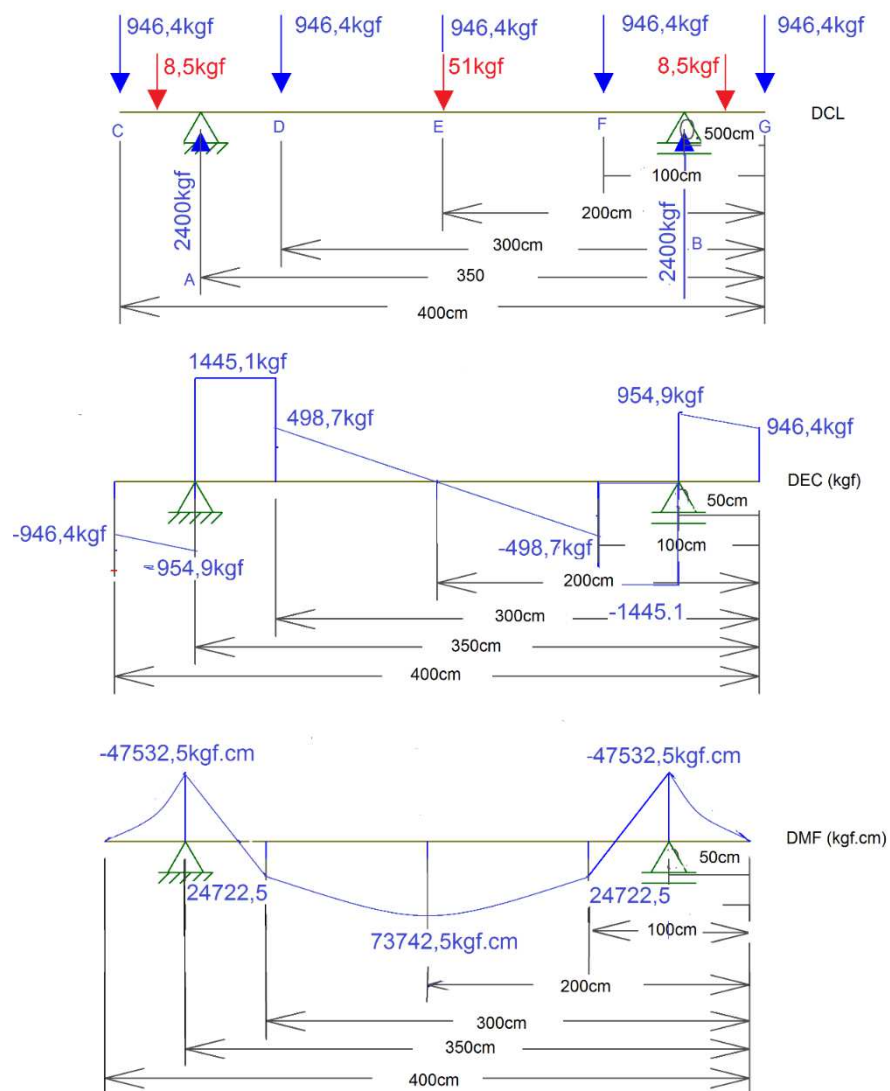 946,4kgf 946,4kgf 946,4kgf 946,4kgf 946,4kgf
8,5kgf 51kgf 8,5kgf
DCL
C D E F G
500cm
100cm
200cm
2400kgf 2400kgf
300cm B
A 350
400cm
1445,1kgf
954,9kgf
498,7kgf 946,4kgf
DEC (kgf)
50cm
-946,4kgf
-498,7kgf 100cm
-954,9kgf
200cm
-1445.1
300cm
350cm
400cm
-47532,5kgf.cm -47532,5kgf.cm
DMF (kgf.cm)
50cm
24722,5 24722,5
100cm
73742,5kgf.cm
200cm
300cm
350cm
400cm